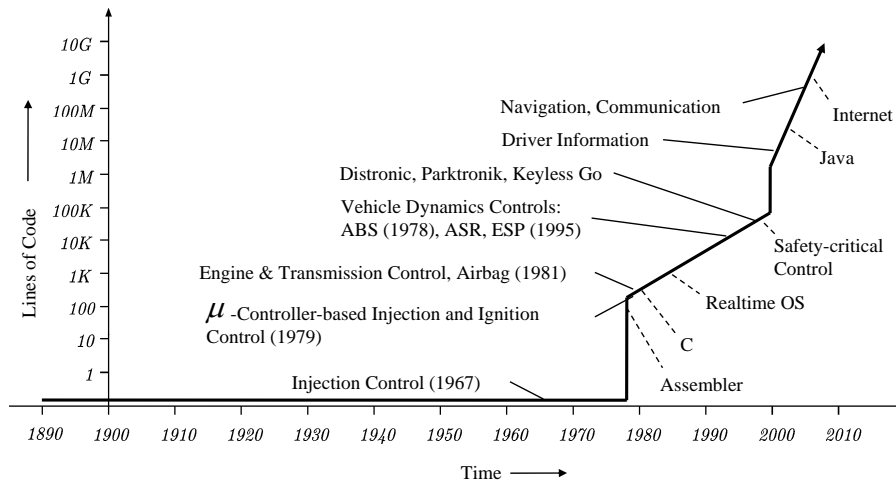 10G
1G
100M
10M
1M
100K
10K
1K
100
10
1
Lines of Code
Navigation, Communication
Internet
Driver Information
Java
Distronic, Parktronik, Keyless Go
Vehicle Dynamics Controls:
ABS (1978), ASR, ESP (1995)
Safety-critical
Control
Engine & Transmission Control, Airbag (1981)
Realtime OS
μ -Controller-based Injection and Ignition
Control (1979)
C
Injection Control (1967)
Assembler
1890 1900 1910 1920 1930 1940 1950 1960 1970 1980 1990 2000 2010
Time